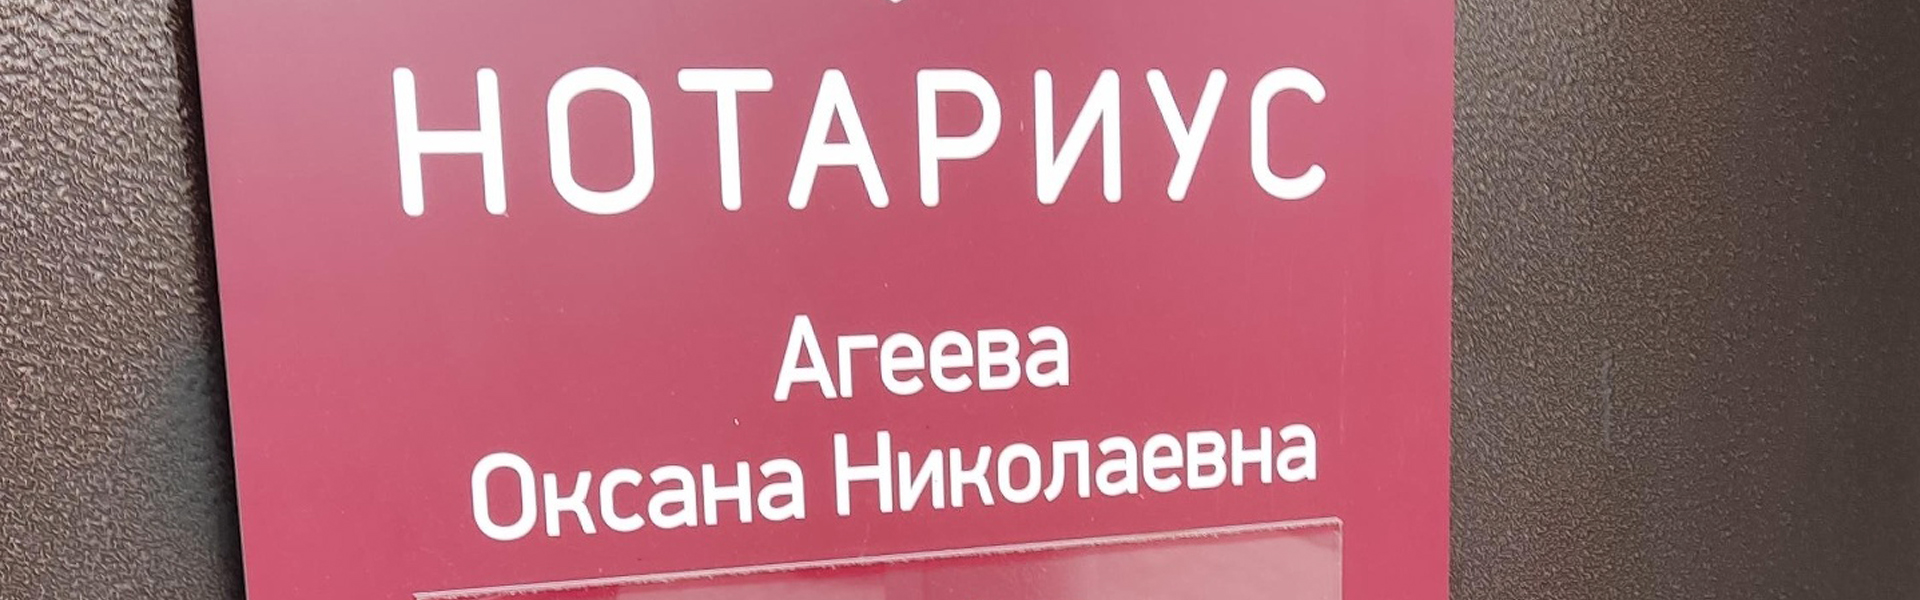 НОТАРИУС
Агеева
Оксана Николаевна